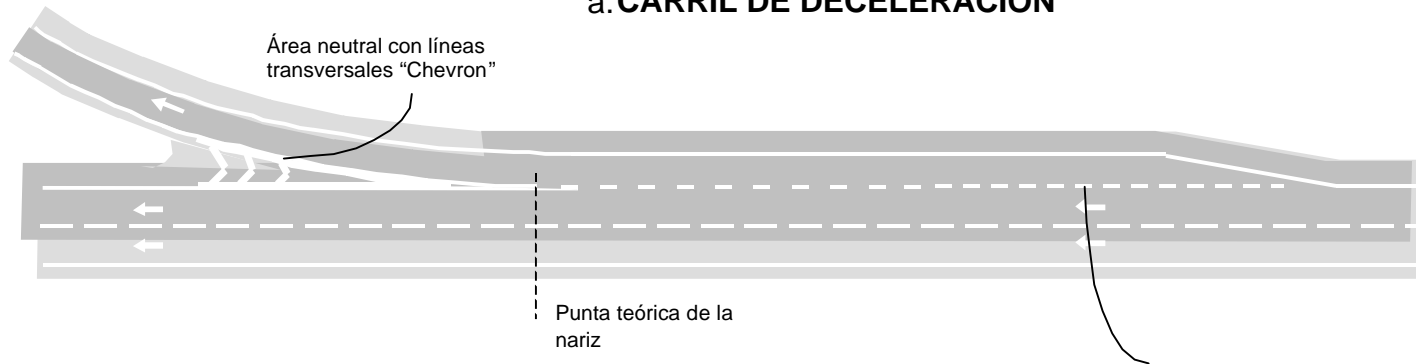 a. CARRIL DE DECELERACIÓN
Área neutral con líneas
transversales “Chevron”
Punta teórica de la
nariz